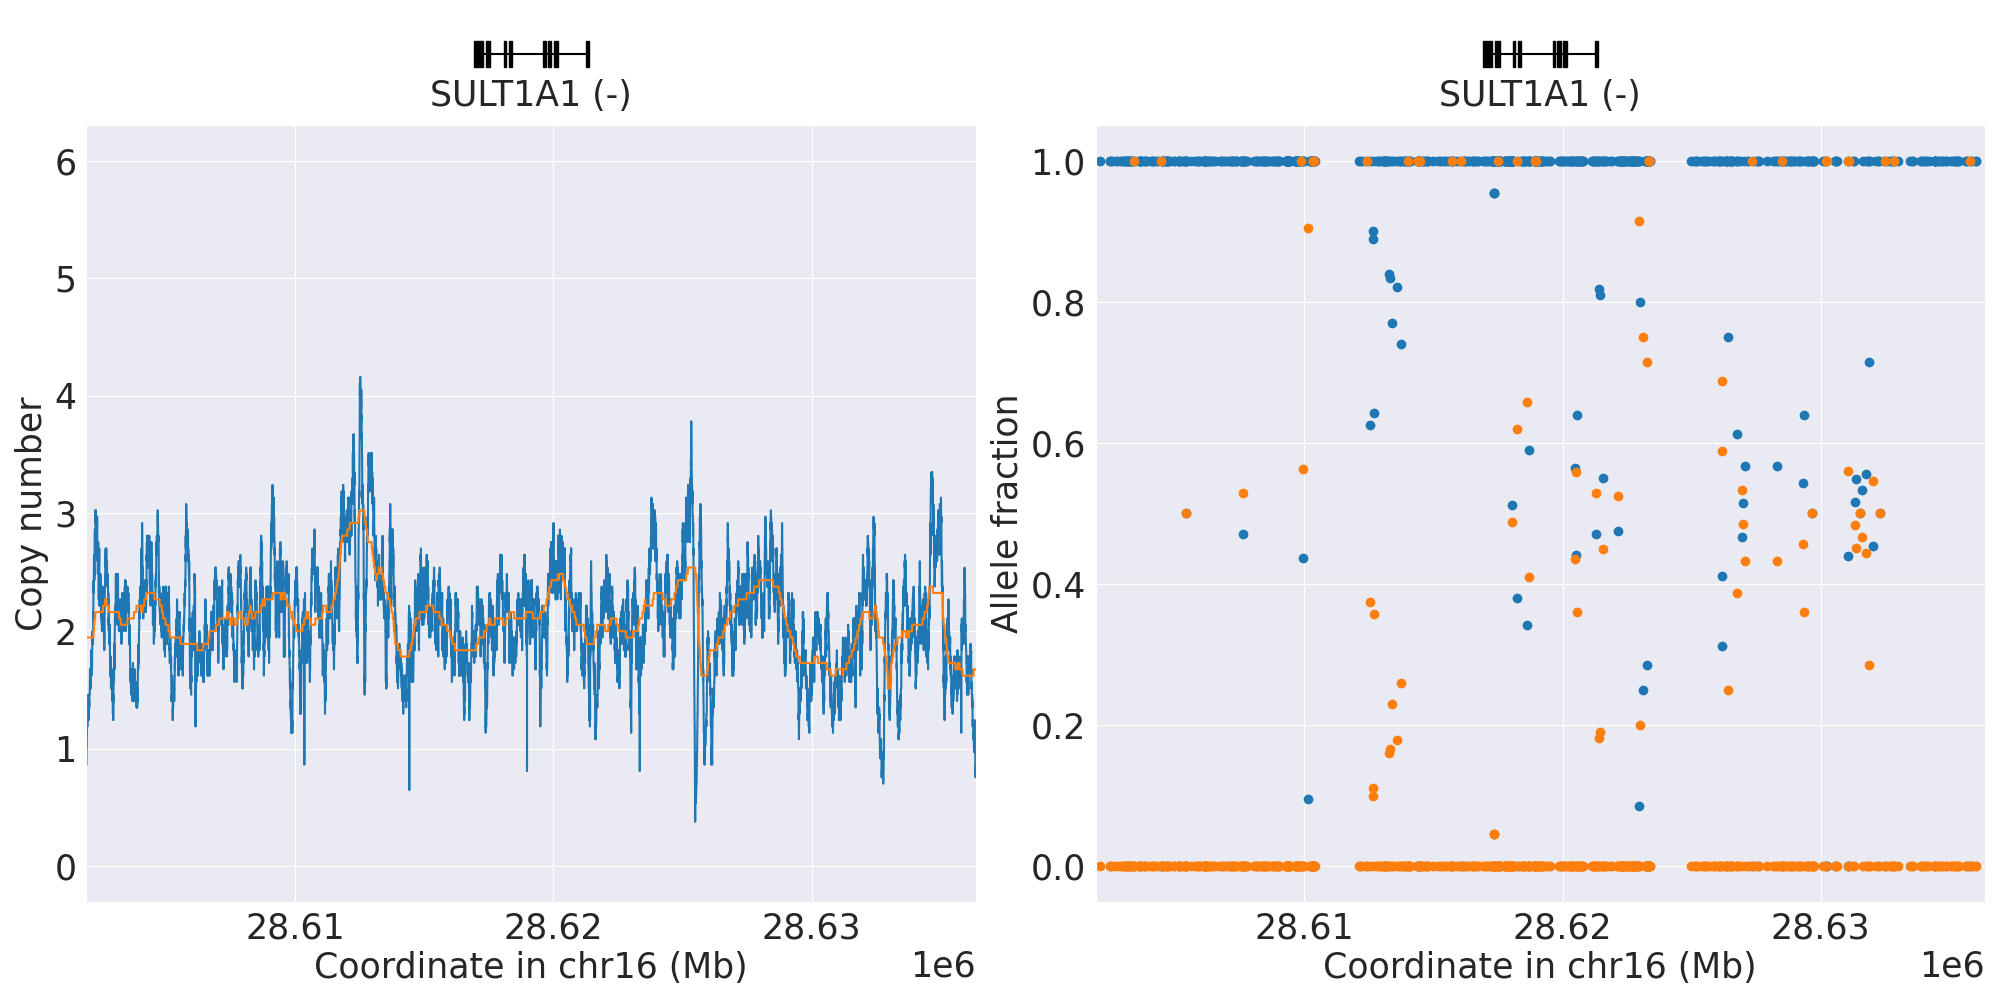 SULT1A1 (-)
Copy number
6
5
4
3
2
1
0
28.61
28.62
28.63
Coordinate in chr16 (Mb)
1e6
SULT1A1 (-)
Allele fraction
1.0
0.8
0.6
0.4
0.2
0.0
28.61
28.62
28.63
Coordinate in chr16 (Mb)
1e6